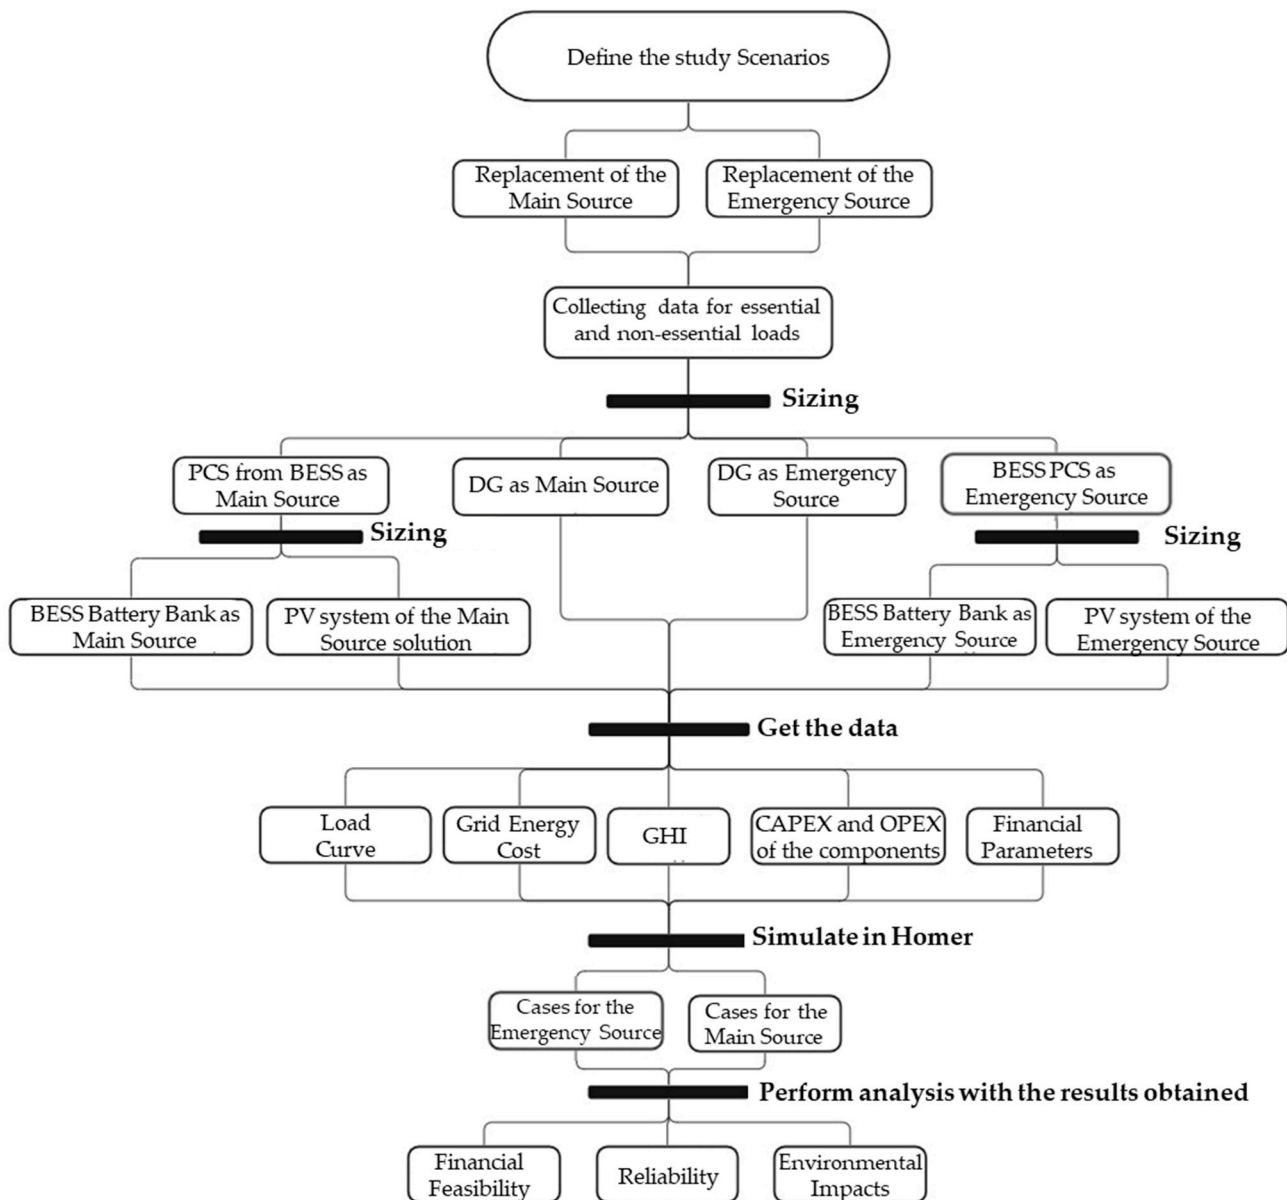 Define the study Scenarios
Replacement of the
Main Source
Replacement of the
Emergency Source
Collecting data for essential
and non-essential loads
Sizing
PCS from BESS as
Main Source
DG as Main Source
DG as Emergency
Source
BESS PCS as
Emergency Source
Sizing
Sizing
BESS Battery Bank as
Main Source
PV system of the Main
Source solution
BESS Battery Bank as
Emergency Source
PV system of the
Emergency Source
Get the data
Load
Curve
Grid Energy
Cost
GHI
CAPEX and OPEX
of the components
Financial
Parameters
Simulate in Homer
Cases for the
Emergency Source
Cases for the
Main Source
Perform analysis with the results obtained
Financial
Feasibility
Reliability
Environmental
Impacts